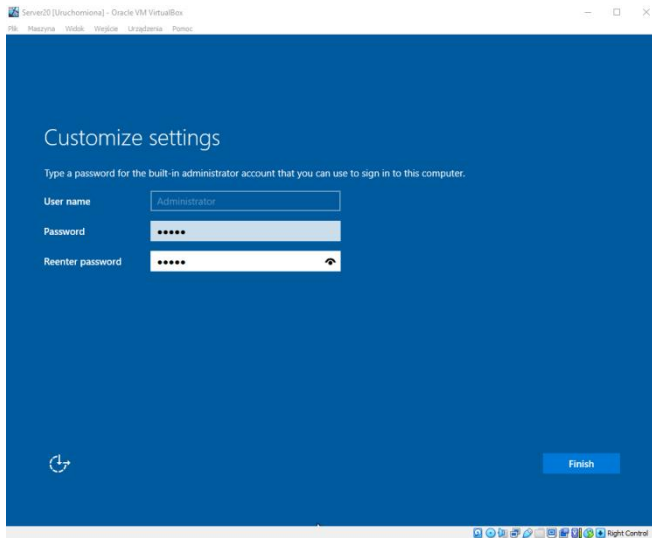 Server20 [Uruchomiona] - Oracle VM VirtualBox
Plik Maszyna Widok Wejście Urządzenia Pomoc
Customize settings
Type a password for the built-in administrator account that you can use to sign in to this computer.
User name Administrator
Password •••••
Reenter password •••••
Finish
Right Control